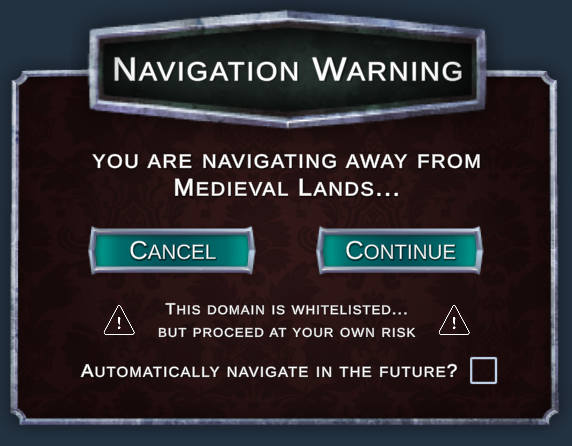 Navigation Warning
you are navigating away from
Medieval Lands...
Cancel
Continue
This domain is whitelisted...
but proceed at your own risk
Automatically navigate in the future?